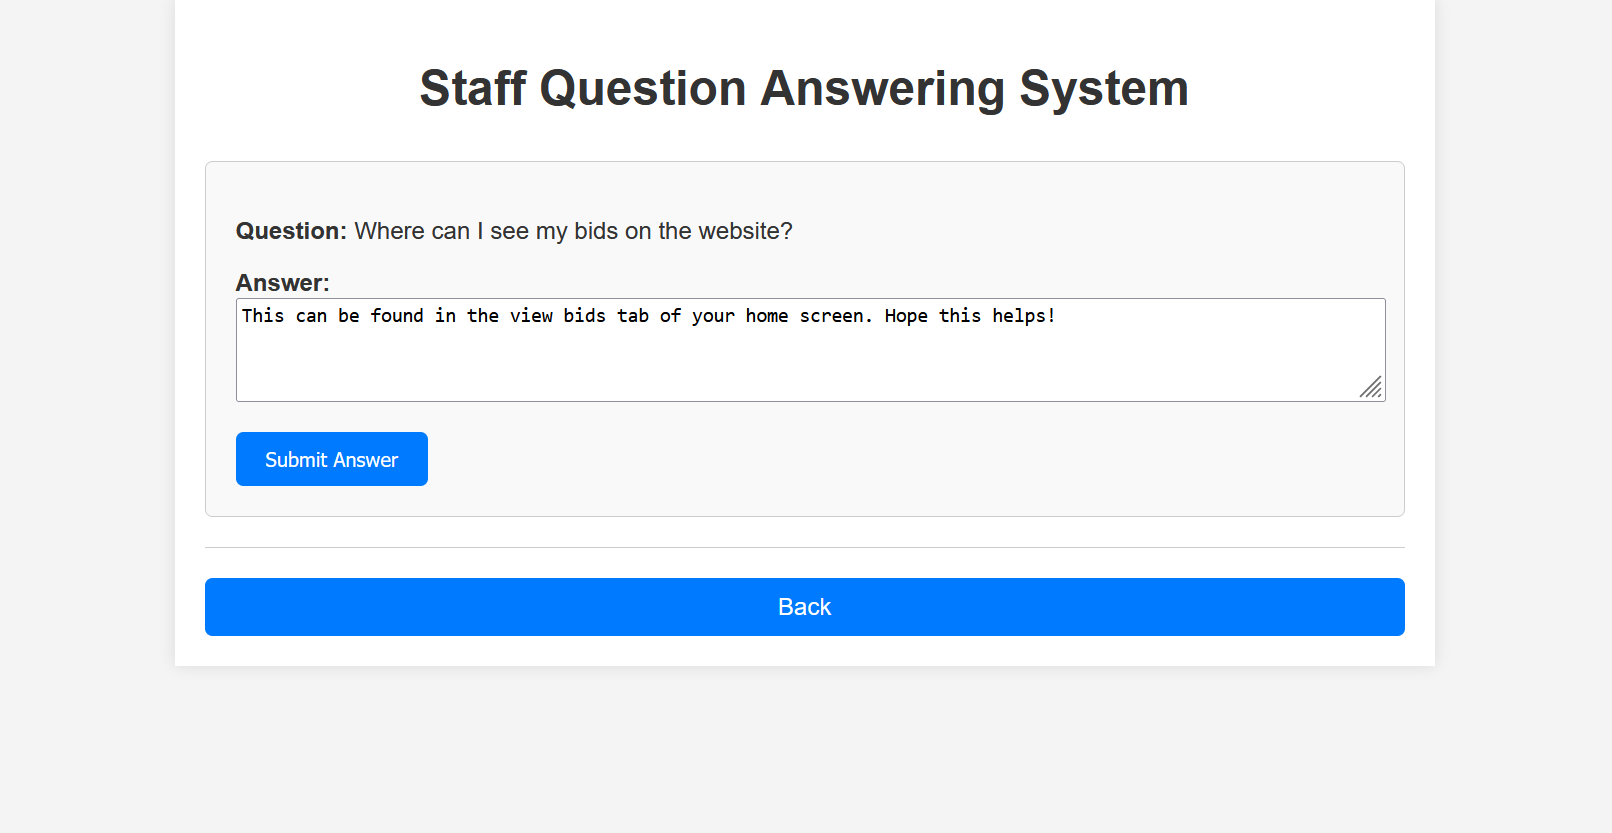 Staff Question Answering System
Question: Where can I see my bids on the website?
Answer:
This can be found in the view bids tab of your home screen. Hope this helps!
Submit Answer
Back